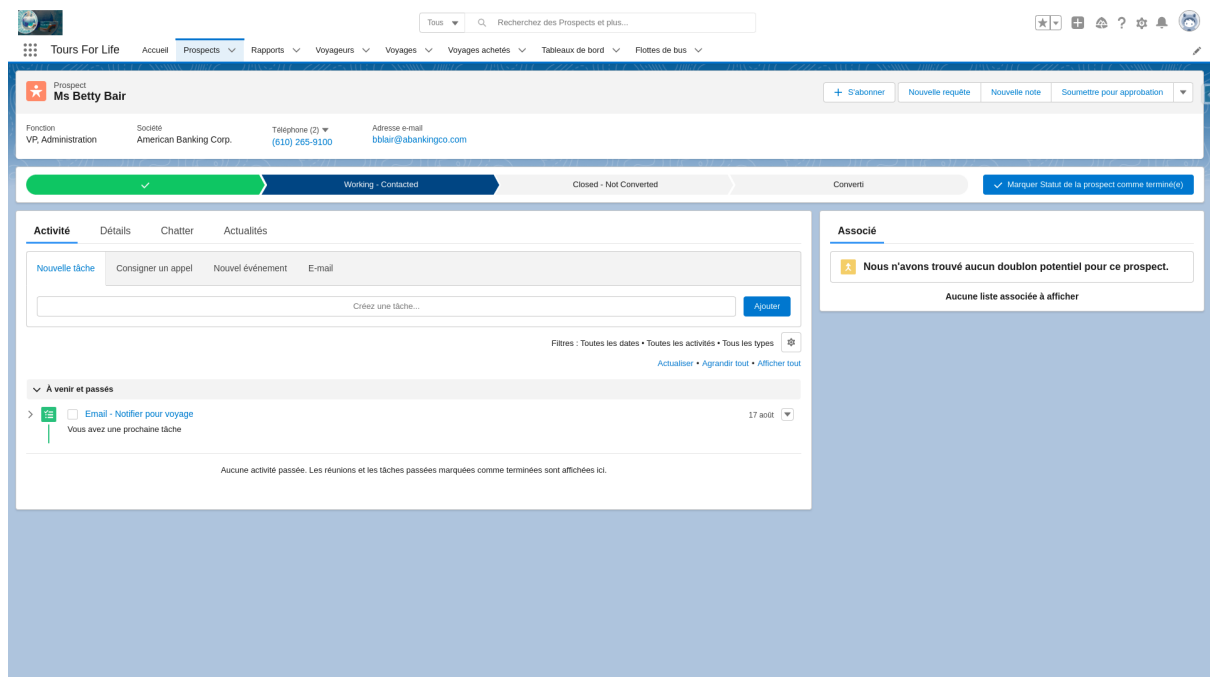 Tous
Recherchez des Prospects et plus...
Tours For Life
Accueil
Prospects
Rapports
Voyageurs
Voyages
Voyages achetés
Tableaux de bord
Flottes de bus
Prospect
Ms Betty Bair
+ S'abonner
Nouvelle requête
Nouvelle note
Soumettre pour approbation
Fonction
VP, Administration
Société
American Banking Corp.
Téléphone (2)
(610) 265-9100
Adresse e-mail
bblair@abankingco.com
Working - Contacted
Closed - Not Converted
Converti
Marquer Statut de la prospect comme terminé(e)
Activité
Détails
Chatter
Actualités
Nouvelle tâche
Consigner un appel
Nouvel événement
E-mail
Créez une tâche...
Ajouter
Filtres : Toutes les dates • Toutes les activités • Tous les types
Actualiser • Agrandir tout • Afficher tout
À venir et passés
Email - Notifier pour voyage
17 août
Vous avez une prochaine tâche
Aucune activité passée. Les réunions et les tâches passées marquées comme terminées sont affichées ici.
Associé
Nous n'avons trouvé aucun doublon potentiel pour ce prospect.
Aucune liste associée à afficher